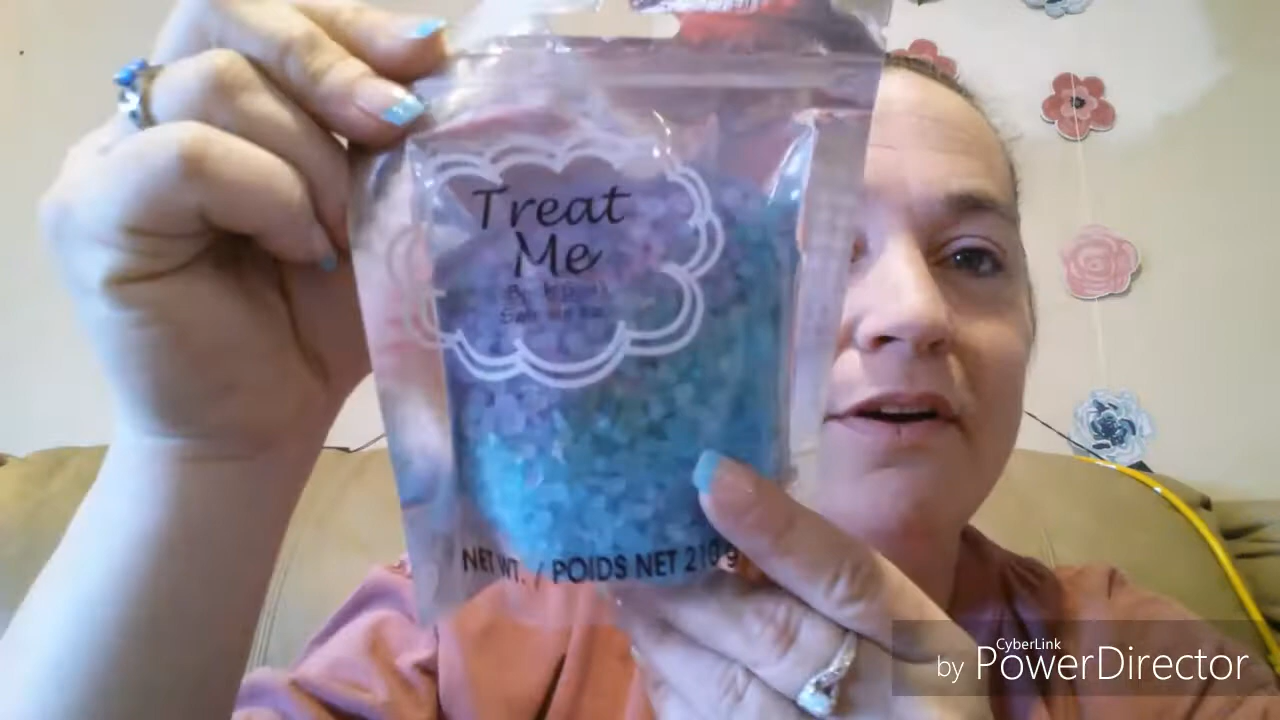 Treat
Me
NET WT. / POIDS NET 210 g
CyberLink
by PowerDirector